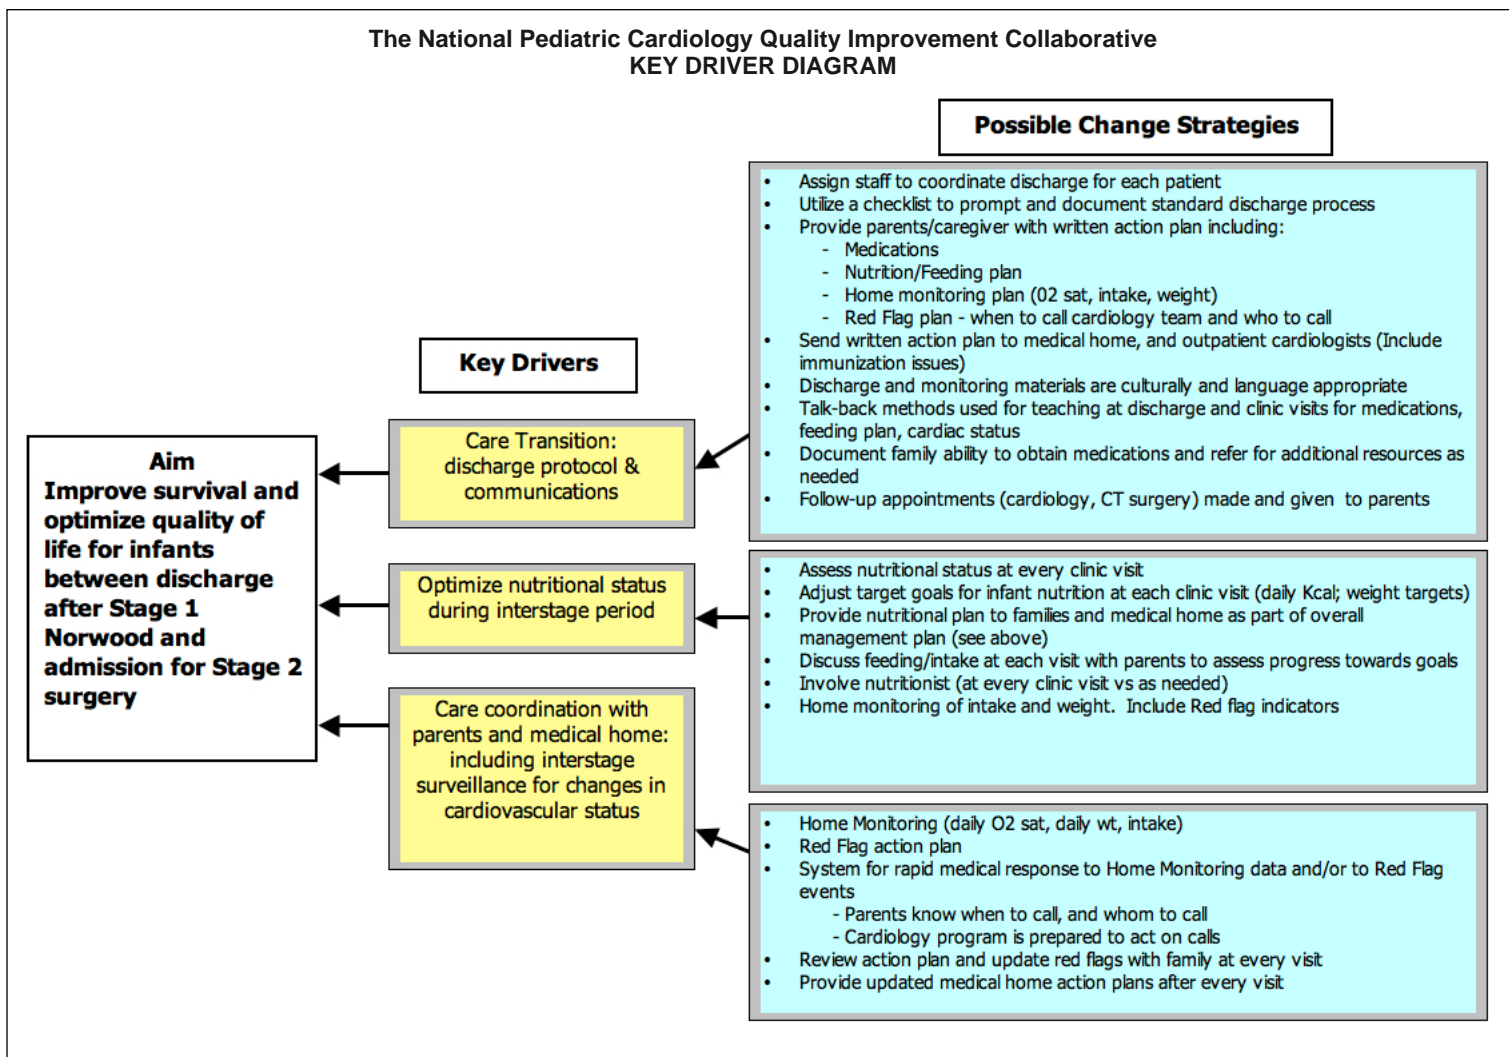 The National Pediatric Cardiology Quality Improvement Collaborative
KEY DRIVER DIAGRAM
Possible Change Strategies
• Assign staff to coordinate discharge for each patient
• Utilize a checklist to prompt and document standard discharge process
• Provide parents/caregiver with written action plan including:
- Medications
- Nutrition/Feeding plan
- Home monitoring plan (02 sat, intake, weight)
- Red Flag plan - when to call cardiology team and who to call
• Send written action plan to medical home, and outpatient cardiologists (Include
immunization issues)
• Discharge and monitoring materials are culturally and language appropriate
• Talk-back methods used for teaching at discharge and clinic visits for medications,
feeding plan, cardiac status
• Document family ability to obtain medications and refer for additional resources as
needed
• Follow-up appointments (cardiology, CT surgery) made and given to parents
Key Drivers
Care Transition:
discharge protocol &
communications
Aim
Improve survival and
optimize quality of
life for infants
between discharge
after Stage 1
Norwood and
admission for Stage 2
surgery
Optimize nutritional status
during interstage period
• Assess nutritional status at every clinic visit
• Adjust target goals for infant nutrition at each clinic visit (daily Kcal; weight targets)
• Provide nutritional plan to families and medical home as part of overall
management plan (see above)
• Discuss feeding/intake at each visit with parents to assess progress towards goals
• Involve nutritionist (at every clinic visit vs as needed)
• Home monitoring of intake and weight. Include Red flag indicators
Care coordination with
parents and medical home:
including interstage
surveillance for changes in
cardiovascular status
• Home Monitoring (daily O2 sat, daily wt, intake)
• Red Flag action plan
• System for rapid medical response to Home Monitoring data and/or to Red Flag
events
- Parents know when to call, and whom to call
- Cardiology program is prepared to act on calls
• Review action plan and update red flags with family at every visit
• Provide updated medical home action plans after every visit